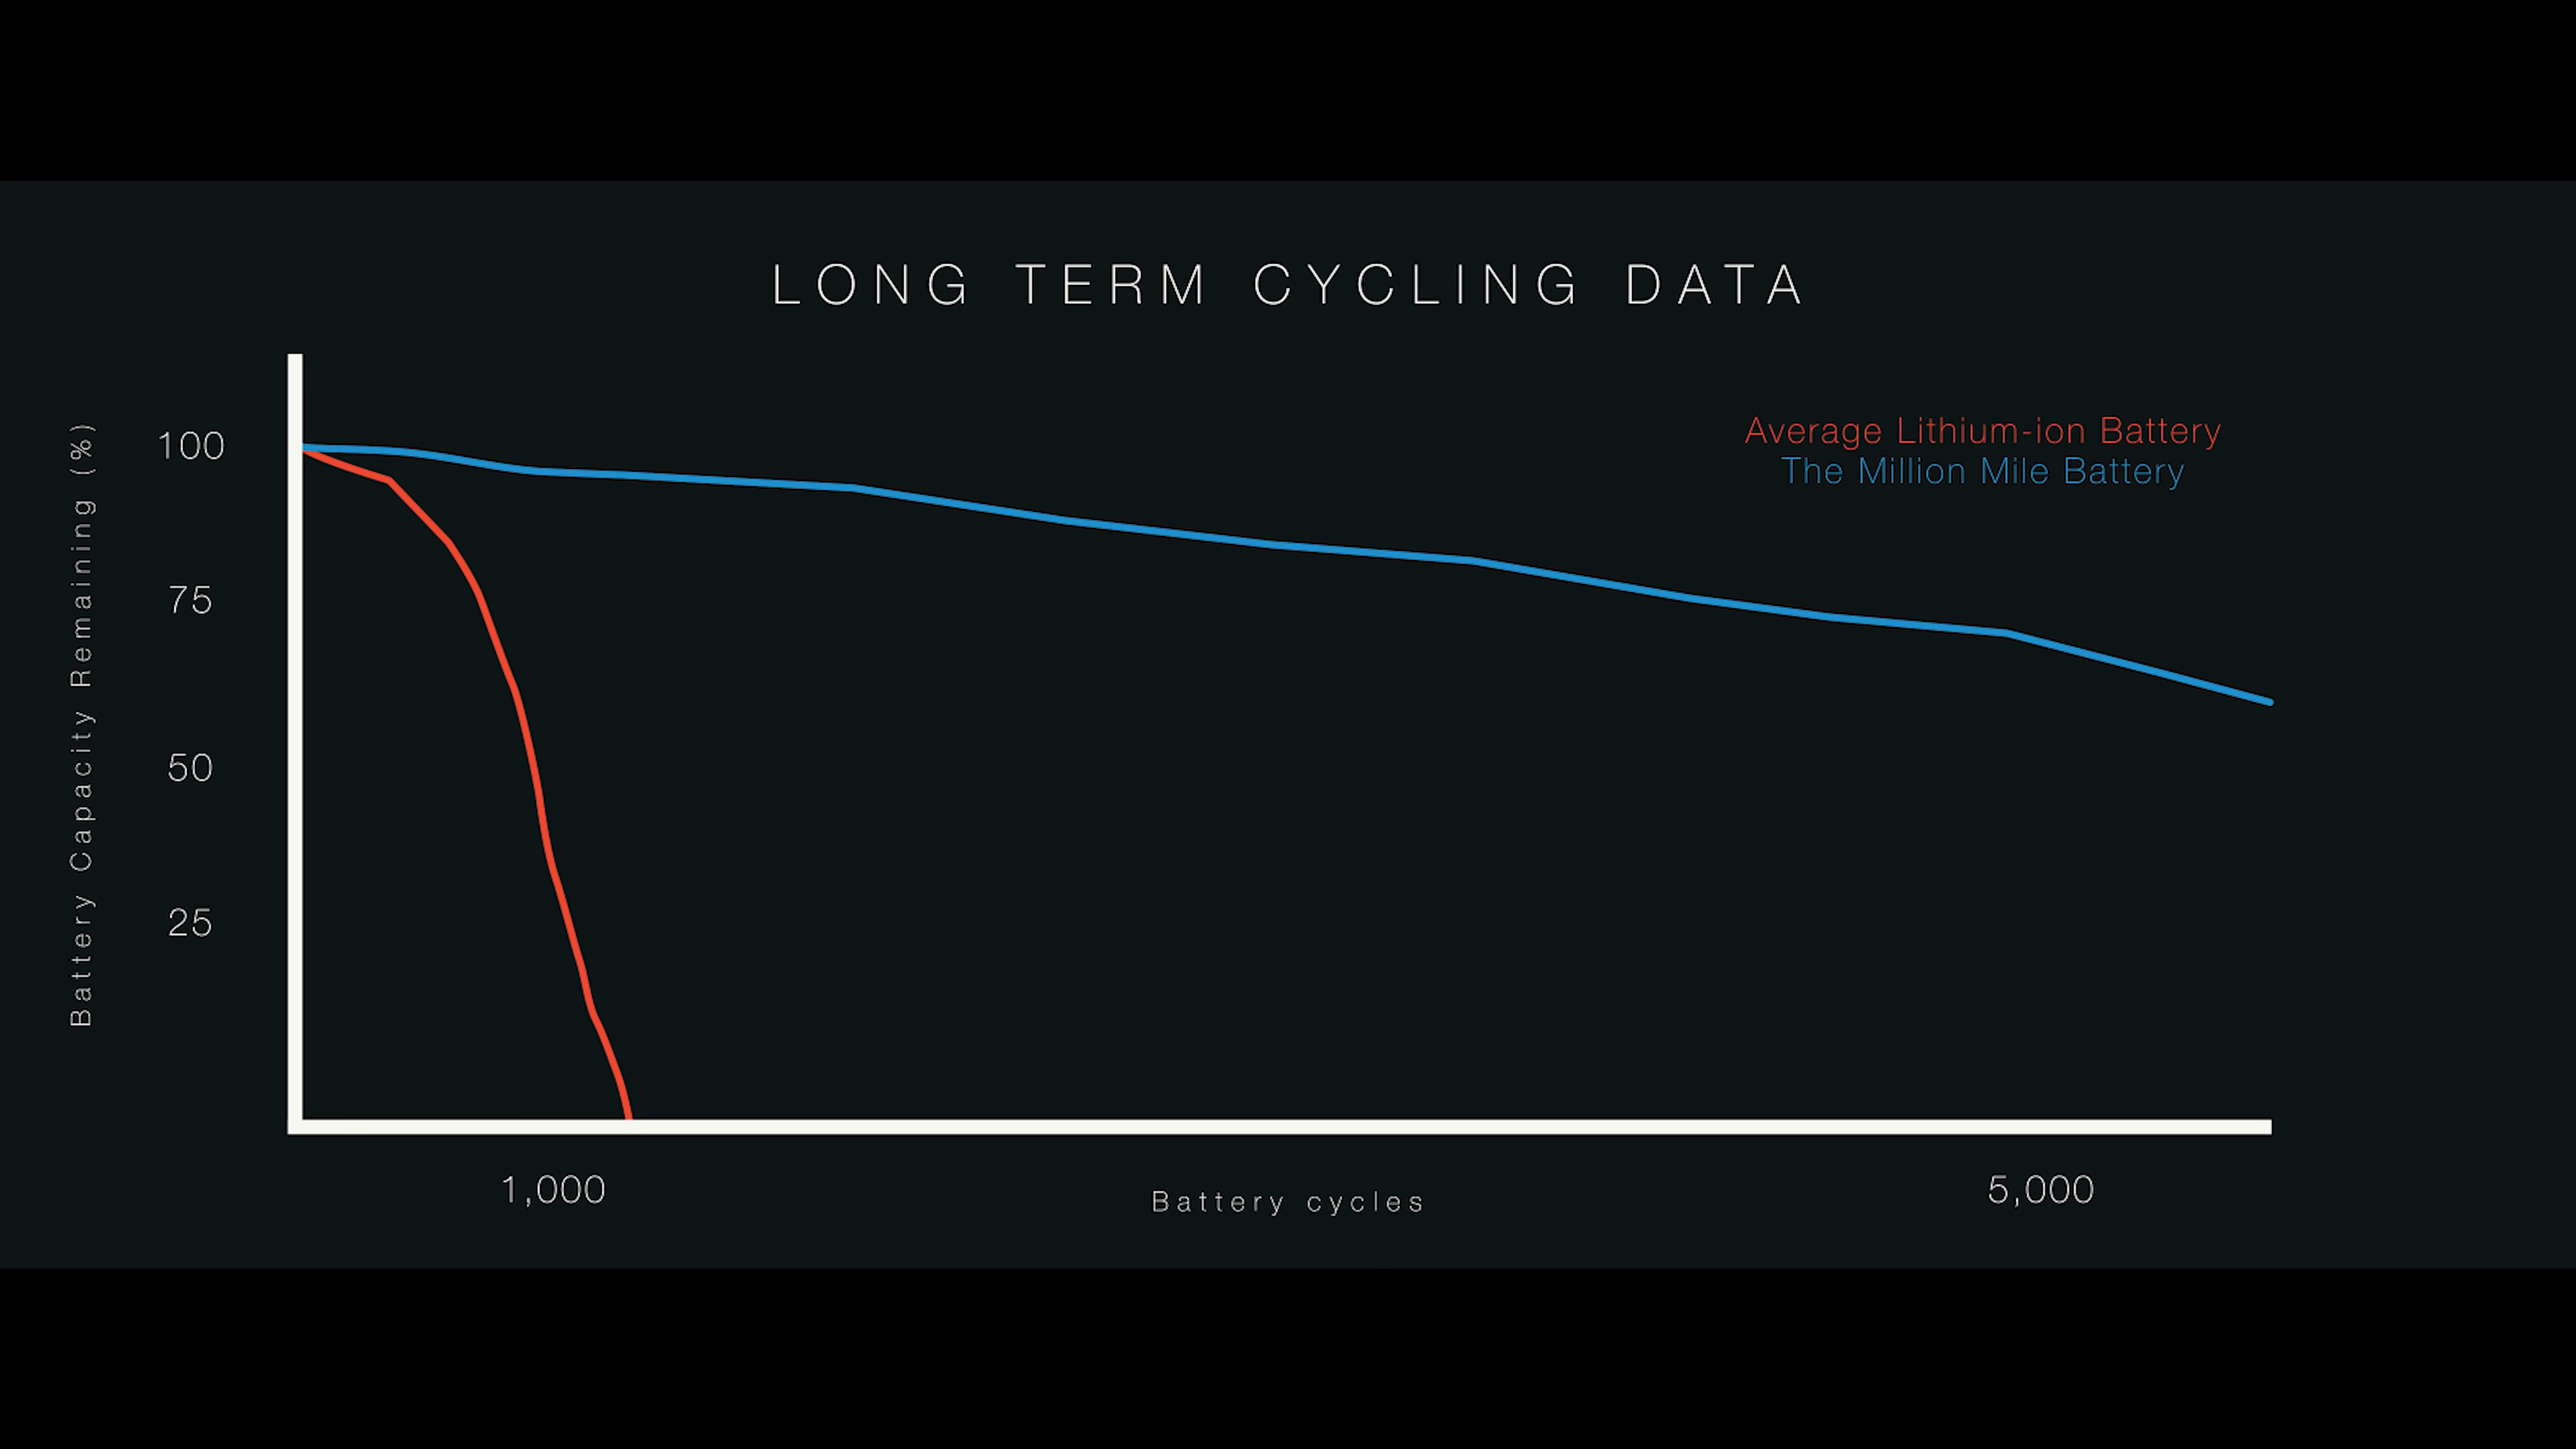 LONG TERM CYCLING DATA
Average Lithium-ion Battery
The Million Mile Battery
Battery Capacity Remaining (%)
100
75
50
25
1,000
Battery cycles
5,000